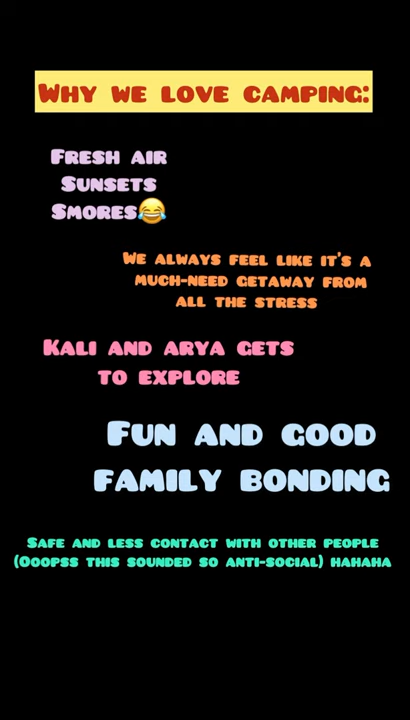 Why we love camping:
Fresh air
Sunsets
Smores😂
We always feel like it's a
much-need getaway from
all the stress
Kali and arya gets
to explore
Fun and good
family bonding
Safe and less contact with other people
(Ooopss this sounded so anti-social) hahaha